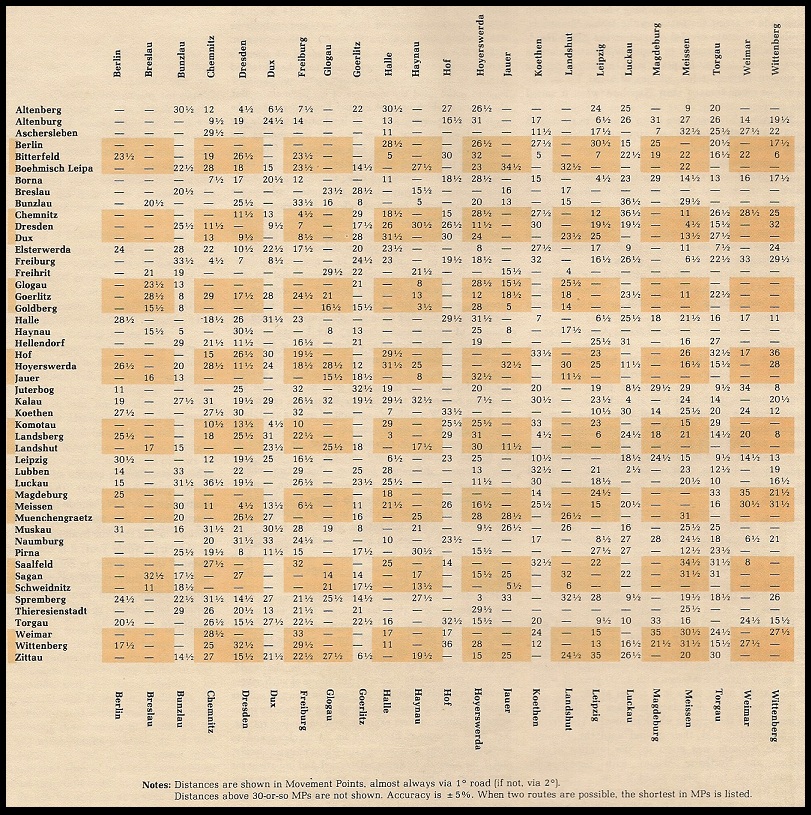 Berlin Breslau Bunzlau Chemnitz Dresden Dux Freiburg Glogau Goerlitz Halle Haynau Hof Hoyerswerda Jauer Koethen Landshut Leipzig Luckau Magdeburg Meissen Torgau Weimar Wittenberg
Altenberg — — 30½ 12 4½ 6½ 7½ — 22 30½ — 27 26½ — — — 24 25 — 9 20 — —
Altenburg — — — 9½ 19 24½ 14 — — 13 — 16½ 31 — 17 — 6½ 26 31 27 26 14 19½
Aschersleben — — — 29½ — — — — — 11 — — — — 11½ — 17½ — 7 32½ 25½ 27½ 22
Berlin — — — — — — — — — 28½ — — 26½ — 27½ — 30½ 15 25 — 20½ — 17½
Bitterfeld 23½ — — 19 26½ — 23½ — — 5 — 30 32 — 5 — 7 22½ 19 22 16½ 22 6
Boehmisch Leipa — — 22½ 28 18 15 23½ — 14½ — 27½ — 23 34½ — 32½ — — — 22 — — —
Borna — — — 7½ 17 20½ 12 — — 11 — 18½ 28½ — 15 — 4½ 23 29 14½ 13 16 17½
Breslau — — 20½ — — — — 23½ 28½ — 15½ — — 16 — 17 — — — — — — —
Bunzlau — 20½ — — 25½ — 33½ 16 8 — 5 — 20 13 — 15 — 36½ — 29½ — — —
Chemnitz — — — — 11½ 13 4½ — 29 18½ — 15 28½ — 27½ — 12 36½ — 11 26½ 28½ 25
Dresden — — 25½ 11½ — 9½ 7 — 17½ 26 30½ 26½ 11½ — 30 — 19½ 19½ — 4½ 15½ — 32
Dux — — — 13 9½ — 8½ — 28 31½ — 30 24 — — 23½ 25 — — 13½ 27½ — —
Elsterwerda 24 — 28 22 10½ 22½ 17½ — 20 23 — — 8 — 27½ — 17 9 — 11 7½ — 24
Freiburg — — 33½ 4½ 7 8½ — — 24½ 23 — 19½ 18½ — 32 — 16½ 26½ — 6½ 22½ 33 29½
Freihrit — 21 19 — — — — 29½ 22 — 21½ — — 15½ — 4 — — — — — — —
Glogau — 23½ 13 — — — — — 21 — 8 — 28½ 15½ — 25½ — — — — — — —
Goerlitz — 28½ 8 29 17½ 28 24½ 21 — — 13 — 12 18½ — 18 — 23½ — 11 22½ — —
Goldberg — 15½ 8 — — — — 16½ 15½ — 3½ — 28 5 — 14 — — — — — — —
Halle 28½ — — 18½ 26 31½ 23 — — — — 29½ 31½ — 7 — 6½ 25½ 18 21½ 16 17 11
Haynau — 15½ 5 — 30½ — — 8 13 — — — 25 8 — 17½ — — — — — — —
Hellendorf — — 29 21½ 11½ — 16½ — 21 — — — 19 — — — 25½ 31 — 16 27 — —
Hof — — — 15 26½ 30 19½ — — 29½ — — — — 33½ — 23 — — 26 32½ 17 36
Hoyerswerda 26½ — 20 28½ 11½ 24 18½ 28½ 12 31½ 25 — — 32½ — 30 25 11½ — 16½ 15½ — 28
Jauer — 16 13 — — — — 15½ 18½ — 8 — 32½ — — 11½ — — — — — — —
Juterbog 11 — — — 25 — 32 — 32½ 19 — — 20 — 20 — 19 8½ 29½ 29 9½ 34 8
Kalau 19 — 27½ 31 19½ 29 26½ 32 19½ 29½ 32½ — 7½ — 30½ — 23½ 4 — 24 14 — 20½
Koethen 27½ — — 27½ 30 — 32 — — 7 — 33½ — — — — 10½ 30 14 25½ 20 24 12
Komotau — — — 10½ 13½ 4½ 10 — — 29 — 25½ 25½ — 33 — 23 — — 15 29 — —
Landsberg 25½ — — 18 25½ 31 22½ — — 3 — 29 31 — 4½ — 6 24½ 18 21 14½ 20 8
Landshut — 17 15 — — 23½ — 25½ 18 — 17½ — 30 11½ — — — — — — — — —
Leipzig 30½ — — 12 19½ 25 16½ — — 6½ — 23 25 — 10½ — — 18½ 24½ 15 9½ 14½ 13
Lubben 14 — 33 — 22 — 29 — 25 28 — — 13 — 32½ — 21 2½ — 23 12½ — 19
Luckau 15 — 31½ 36½ 19½ — 26½ — 23½ 25½ — — 11½ — 30 — 18½ — — 20½ 10 — 16½
Magdeburg 25 — — — — — — — — 18 — — — — 14 — 24½ — — — 33 35 21½
Meissen — — 30 11 4½ 13½ 6½ — 11 21½ — 26 16½ — 25½ — 15 20½ — — 16 30½ 31½
Muenchengraetz — — 20 — 26½ 27 — — 16 — 25 — 28 28½ — 26½ — — — 31 — — —
Muskau 31 — 16 31½ 21 30½ 28 19 8 — 21 — 9½ 26½ — 26 — 16 — 25½ 25 — —
Naumburg — — — 20 31½ 33 24½ — — 10 — 23½ — — 17 — 8½ 27 28 24½ 18 6½ 21
Pirna — — 25½ 19½ 8 11½ 15 — 17½ — 30½ — 15½ — — — 27½ 27 — 12½ 23½ — —
Saalfeld — — — 27½ — — 32 — — 25 — 14 — — 32½ — 22 — — 34½ 31½ 8 —
Sagan — 32½ 17½ — 27 — — 14 14 — 17 — 15½ 25 — 32 — 22 — 31½ 31 — —
Schweidnitz — 11 18½ — — — — 21 17½ — 13½ — — 5½ — 6 — — — — — — —
Spremberg 24½ — 22½ 31½ 14½ 27 21½ 25½ 14½ — 27½ — 3 33 — 32½ 28 9½ — 19½ 18½ — 26
Thieresienstadt — — 29 26 20½ 13 21½ — 21 — — — 29½ — — — — — — 25½ — — —
Torgau 20½ — — 26½ 15½ 27½ 22½ — 22½ 16 — 32½ 15½ — 20 — 9½ 10 33 16 — 24½ 15½
Weimar — — — 28½ — — 33 — — 17 — 17 — — 24 — 15 — 35 30½ 24½ — 27½
Wittenberg 17½ — — 25 32½ — 29½ — — 11 — 36 28 — 12 — 13 16½ 21½ 31½ 15½ 27½ —
Zittau — — 14½ 27 15½ 21½ 22½ 27½ 6½ — 19½ — 15 25 — 24½ 35 26½ — 20 30 — —
Berlin Breslau Bunzlau Chemnitz Dresden Dux Freiburg Glogau Goerlitz Halle Haynau Hof Hoyerswerda Jauer Koethen Landshut Leipzig Luckau Magdeburg Meissen Torgau Weimar Wittenberg
Notes: Distances are shown in Movement Points, almost always via 1° road (if not, via 2°).
Distances above 30-or-so MPs are not shown. Accuracy is ±5%. When two routes are possible, the shortest in MPs is listed.